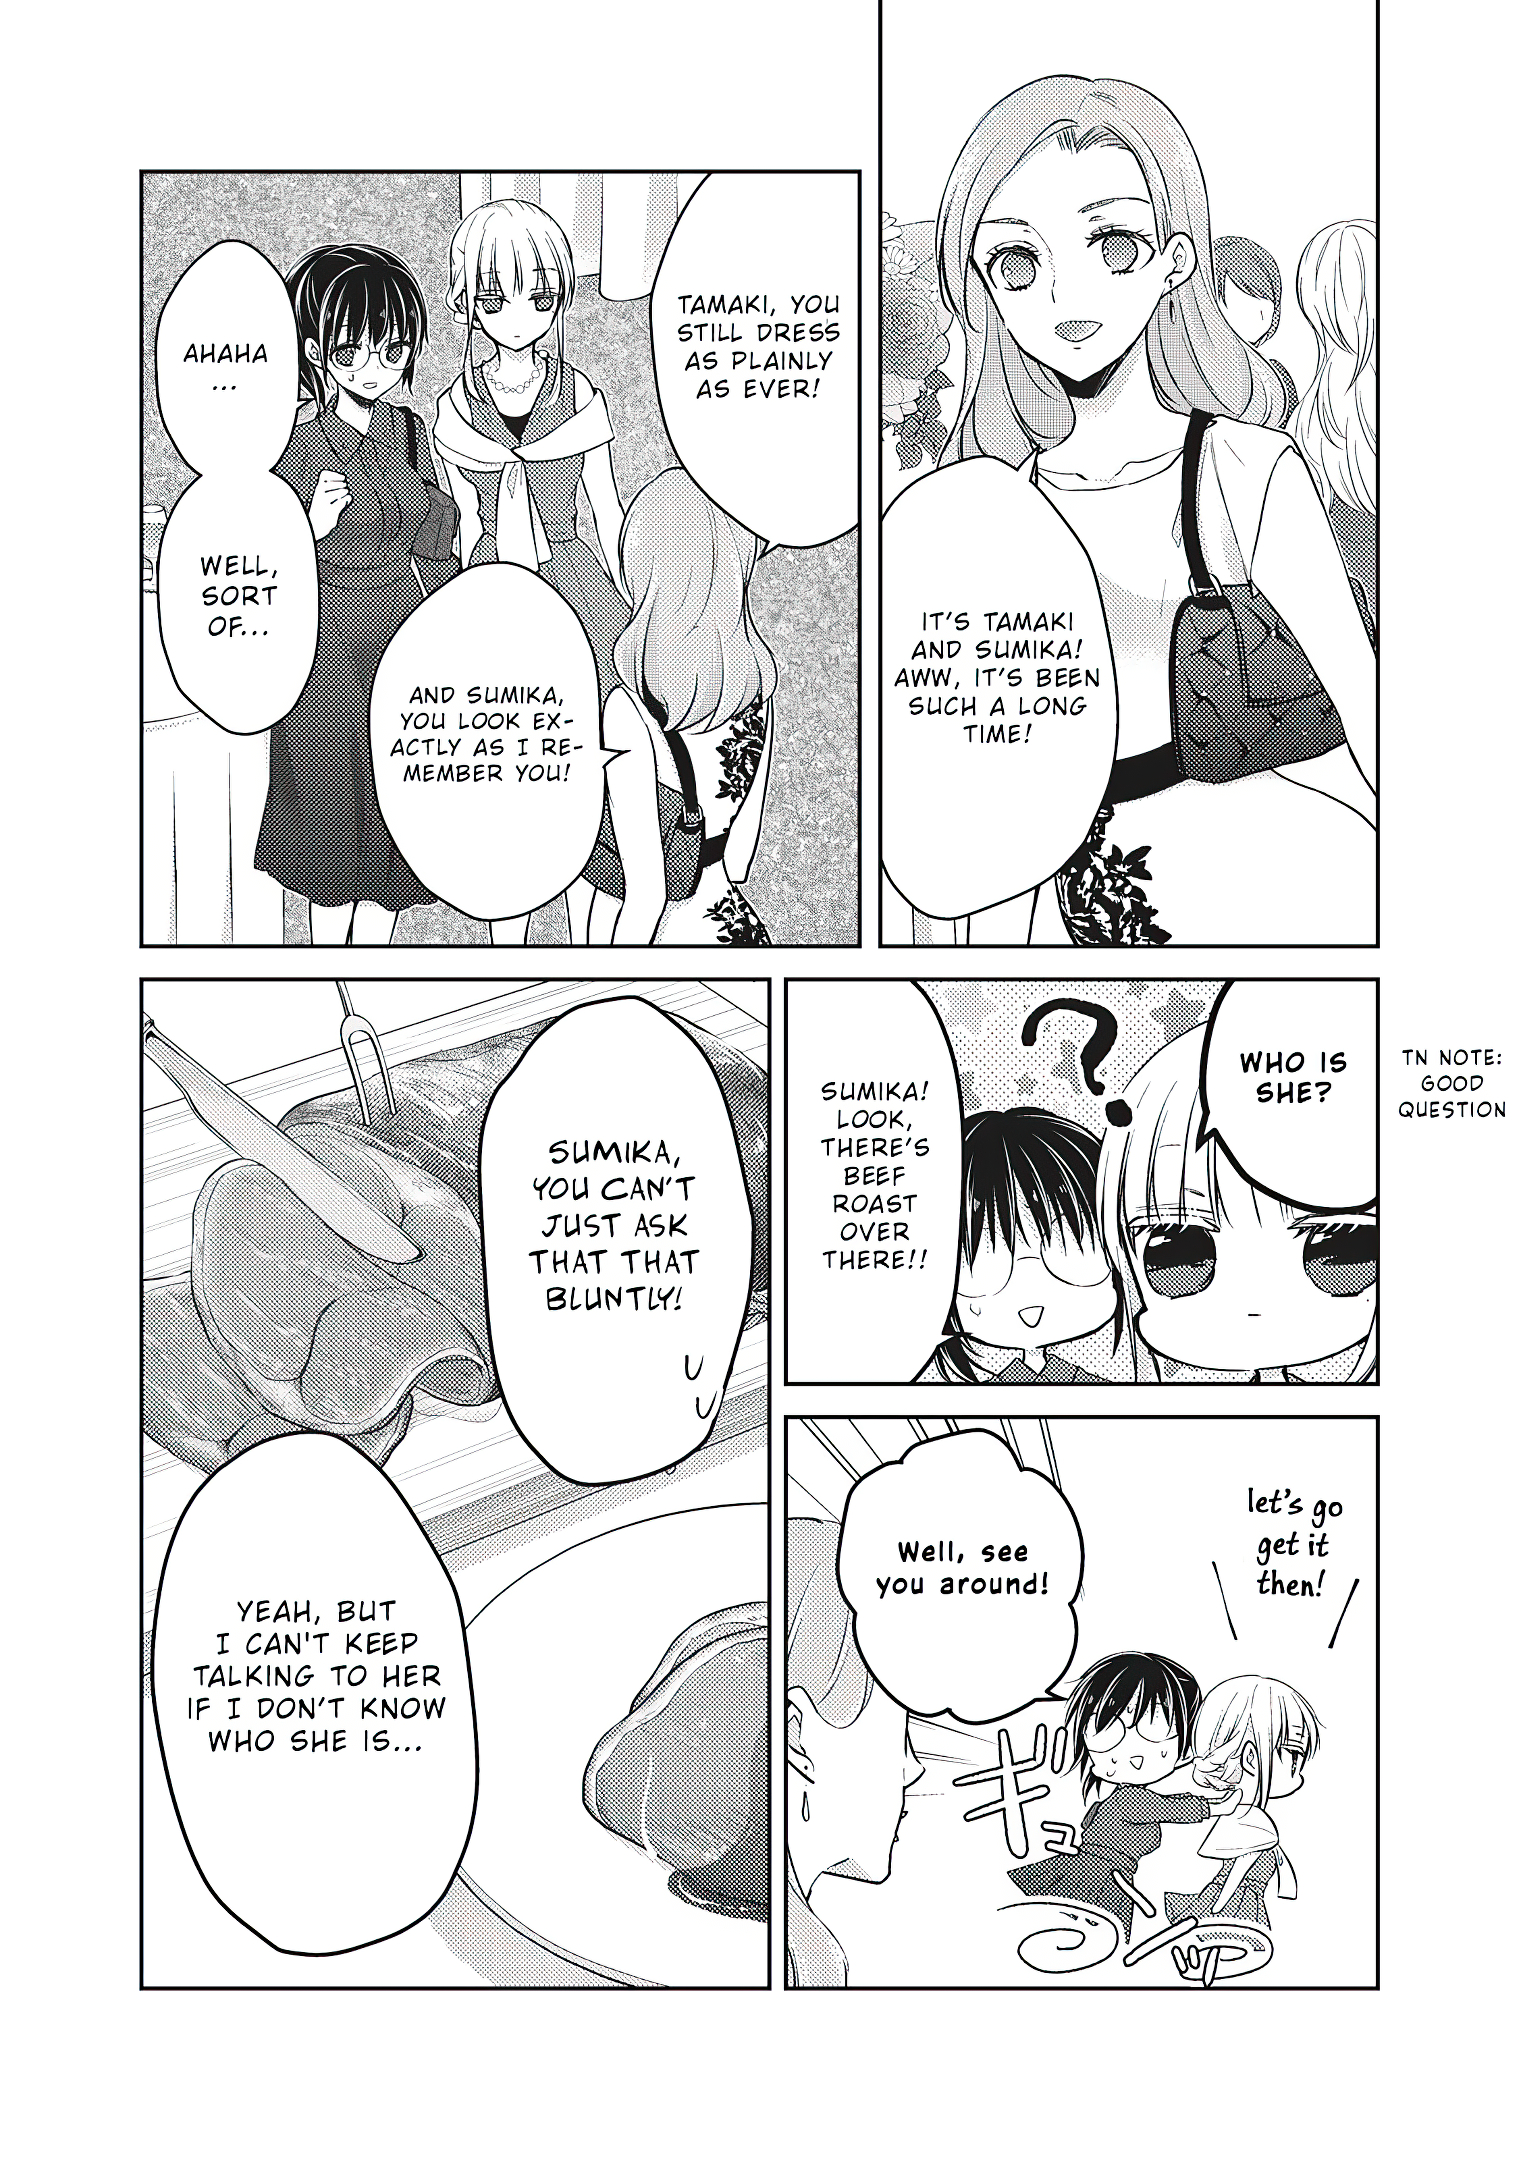 IT'S TAMAKI
AND SUMIKA!
AWW, IT'S BEEN
SUCH A LONG
TIME!
TAMAKI, YOU
STILL DRESS
AS PLAINLY
AS EVER!
AND SUMIKA,
YOU LOOK EX-
ACTLY AS I RE-
MEMBER YOU!
AHAHA
...
WELL,
SORT
OF...
?
WHO IS
SHE?
TN NOTE:
GOOD
QUESTION
SUMIKA!
LOOK,
THERE'S
BEEF
ROAST
OVER
THERE!!
let's go
get it
then!
Well, see
you around!
ギュ
SUMIKA,
YOU CAN'T
JUST ASK
THAT THAT
BLUNTLY!
YEAH, BUT
I CAN'T KEEP
TALKING TO HER
IF I DON'T KNOW
WHO SHE IS...